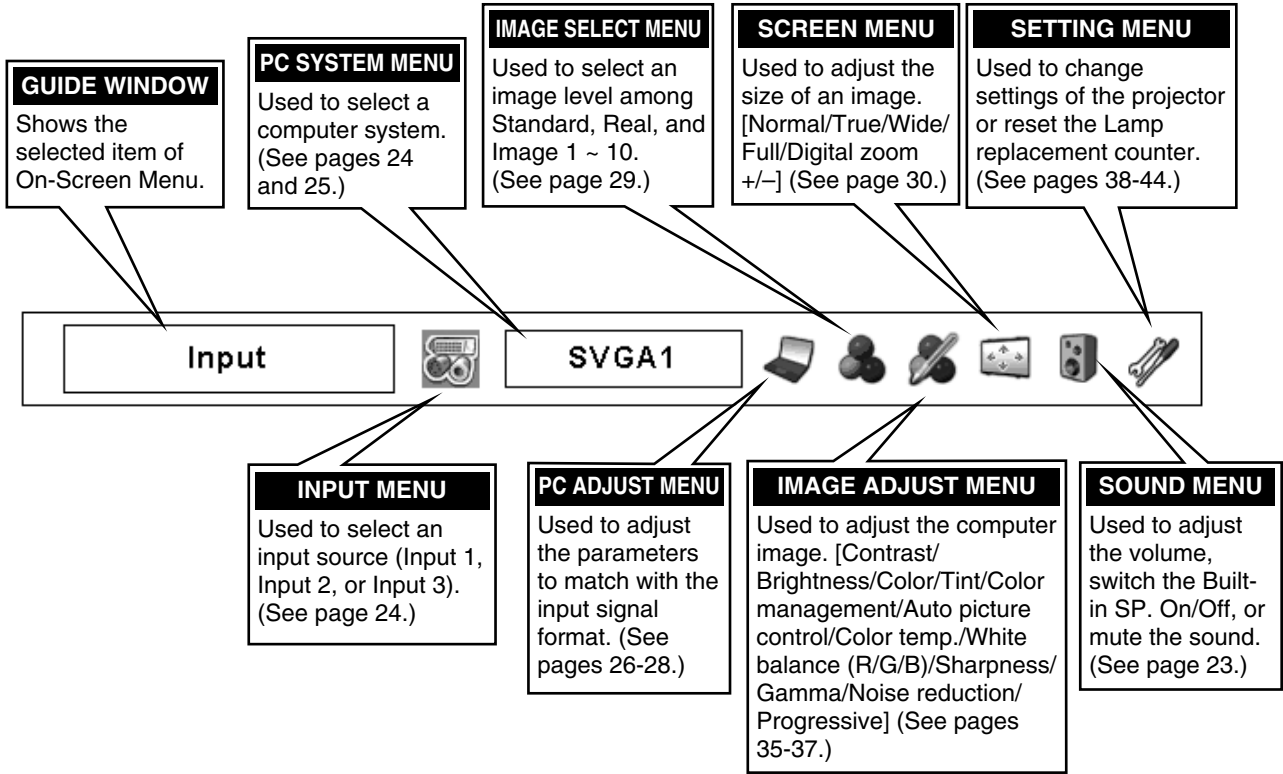 GUIDE WINDOW
Shows the
selected item of
On-Screen Menu.
PC SYSTEM MENU
Used to select a
computer system.
(See pages 24
and 25.)
IMAGE SELECT MENU
Used to select an
image level among
Standard, Real, and
Image 1 ~ 10.
(See page 29.)
SCREEN MENU
Used to adjust the
size of an image.
[Normal/True/Wide/
Full/Digital zoom
+/–] (See page 30.)
SETTING MENU
Used to change
settings of the projector
or reset the Lamp
replacement counter.
(See pages 38-44.)
Input
SVGA1
INPUT MENU
Used to select an
input source (Input 1,
Input 2, or Input 3).
(See page 24.)
PC ADJUST MENU
Used to adjust
the parameters
to match with the
input signal
format. (See
pages 26-28.)
IMAGE ADJUST MENU
Used to adjust the computer
image. [Contrast/
Brightness/Color/Tint/Color
management/Auto picture
control/Color temp./White
balance (R/G/B)/Sharpness/
Gamma/Noise reduction/
Progressive] (See pages
35-37.)
SOUND MENU
Used to adjust
the volume,
switch the Built-
in SP. On/Off, or
mute the sound.
(See page 23.)